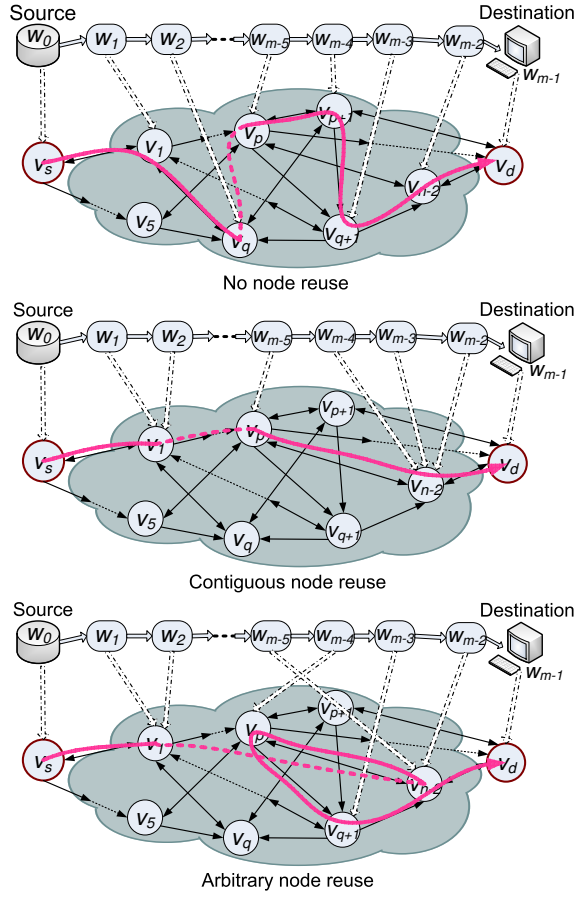 Source Destination
w0 w1 w2 wm-5 wm-4 wm-3 wm-2 wm-1
vs v1 v5 vq vp vp+1 vq+1 vn-2 vd
No node reuse
Source Destination
w0 w1 w2 wm-5 wm-4 wm-3 wm-2 wm-1
vs v1 v5 vq vp vp+1 vq+1 vn-2 vd
Contiguous node reuse
Source Destination
w0 w1 w2 wm-5 wm-4 wm-3 wm-2 wm-1
vs v1 v5 vq vp vp+1 vq+1 vn-2 vd
Arbitrary node reuse